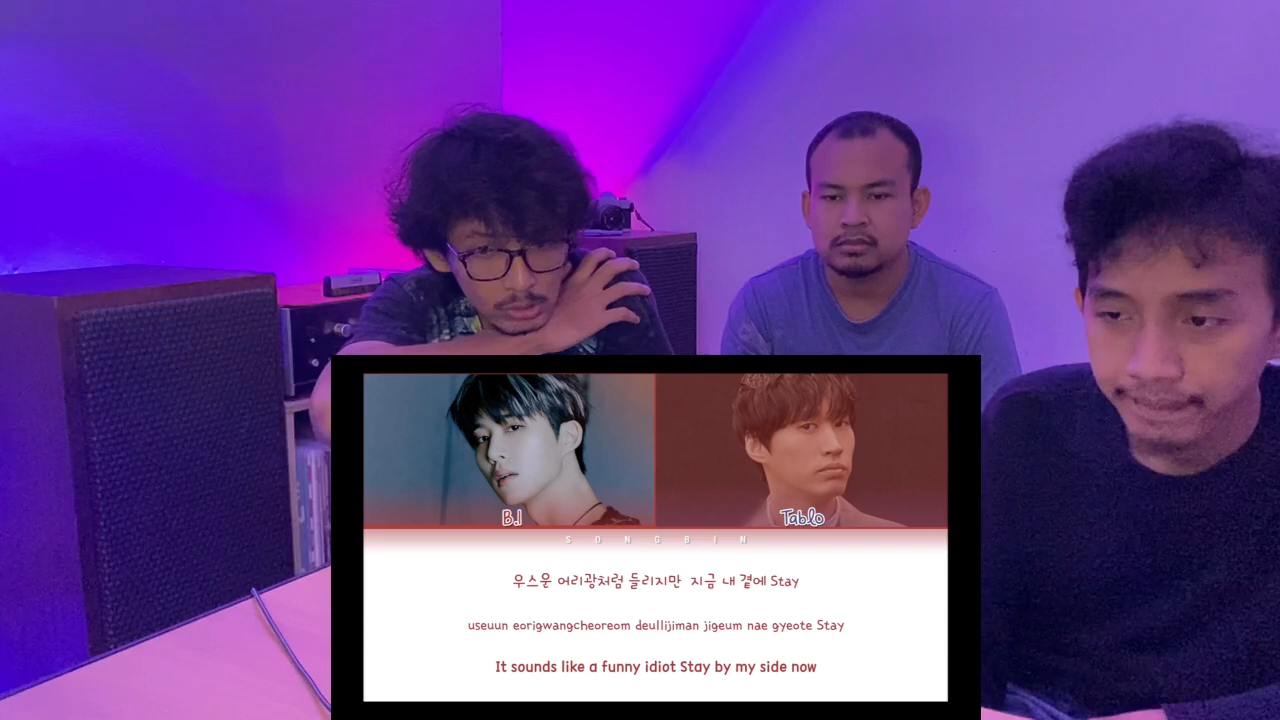 B.I
Tablo
SONGBIN
우스운 어리광처럼 들리지만 지금 내 곁에 Stay
useuun eorigwangcheoreom deullijiman jigeum nae gyeote Stay
It sounds like a funny idiot Stay by my side now